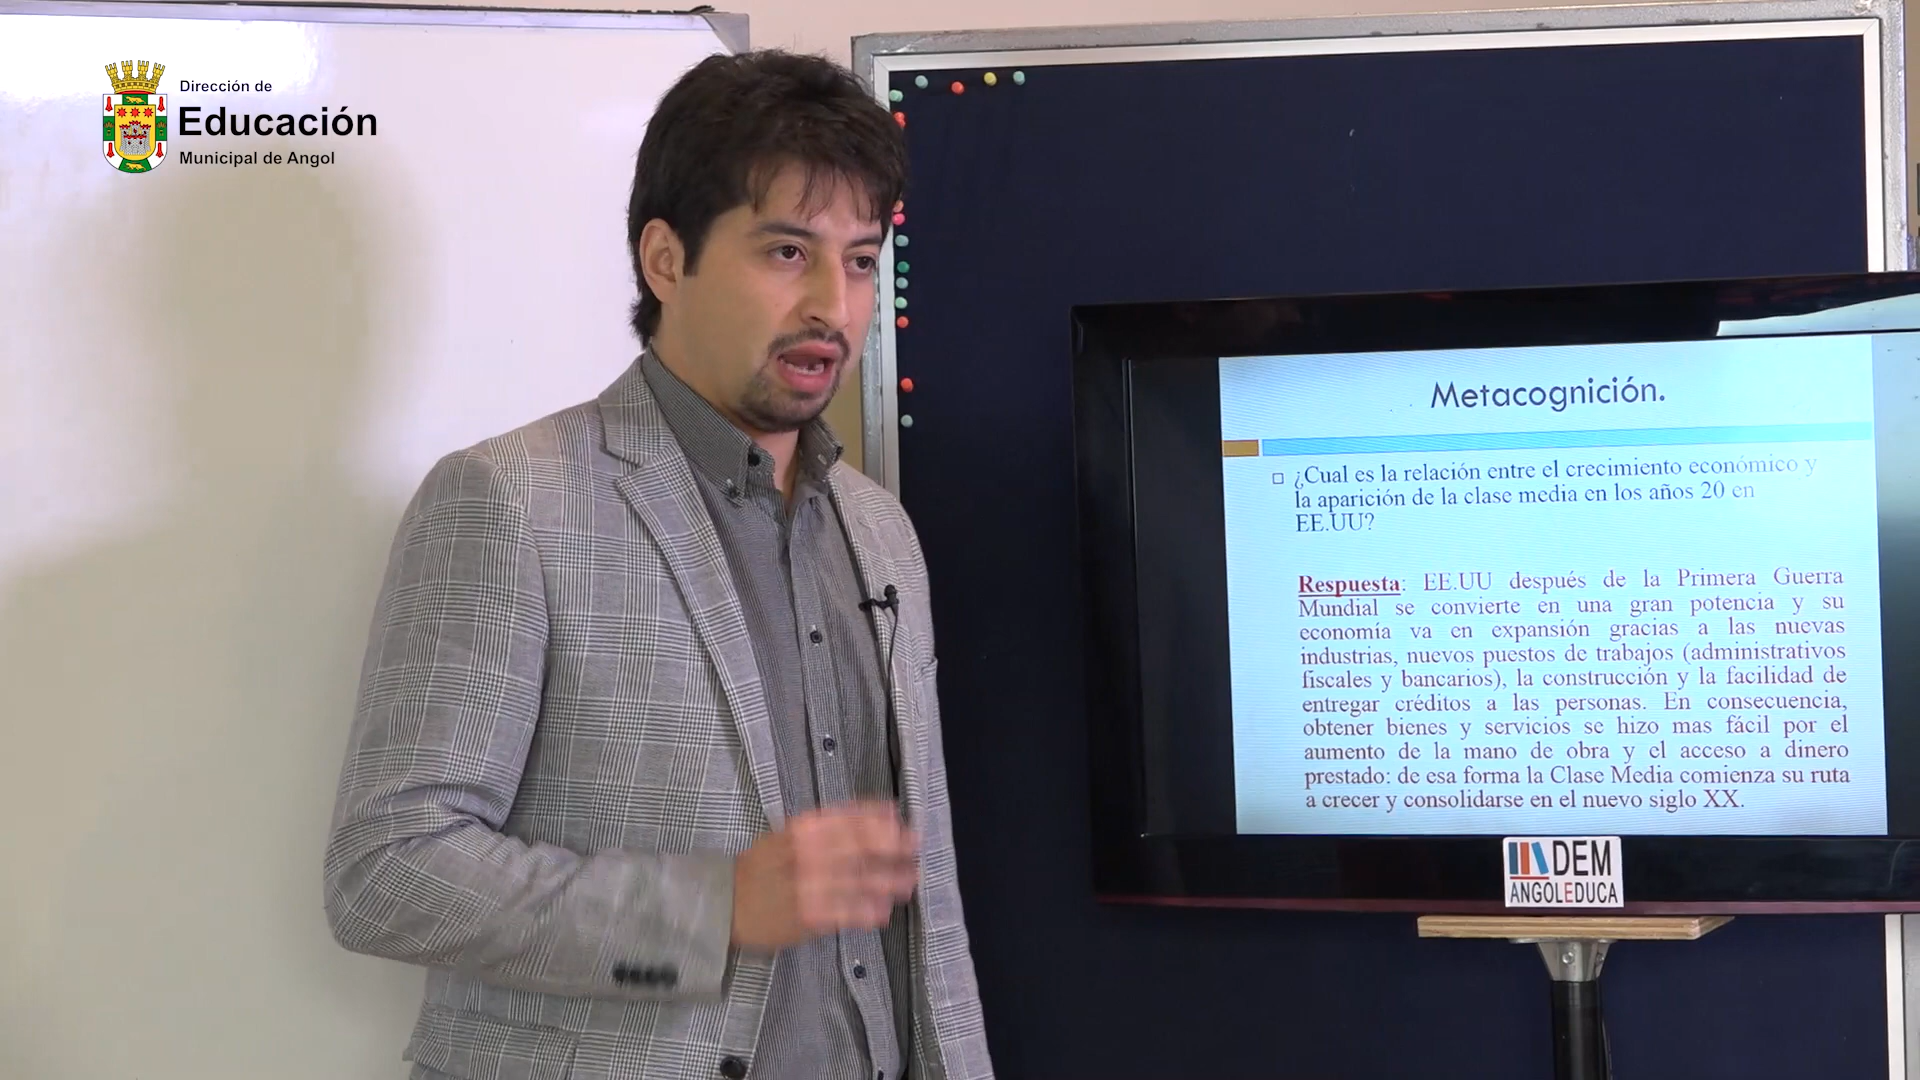 Dirección de
Educación
Municipal de Angol
Metacognición.
¿Cual es la relación entre el crecimiento económico y
la aparición de la clase media en los años 20 en
EE.UU?
Respuesta: EE.UU después de la Primera Guerra
Mundial se convierte en una gran potencia y su
economía va en expansión gracias a las nuevas
industrias, nuevos puestos de trabajos (administrativos
fiscales y bancarios), la construcción y la facilidad de
entregar créditos a las personas. En consecuencia,
obtener bienes y servicios se hizo mas fácil por el
aumento de la mano de obra y el acceso a dinero
prestado: de esa forma la Clase Media comienza su ruta
a crecer y consolidarse en el nuevo siglo XX.
DEM
ANGOLEDUCA